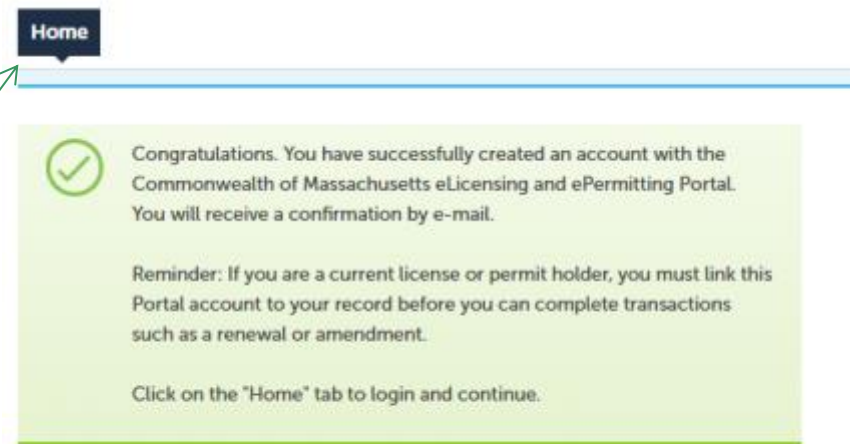 Home
Congratulations. You have successfully created an account with the
Commonwealth of Massachusetts eLicensing and ePermitting Portal.
You will receive a confirmation by e-mail.
Reminder: If you are a current license or permit holder, you must link this
Portal account to your record before you can complete transactions
such as a renewal or amendment.
Click on the "Home" tab to login and continue.